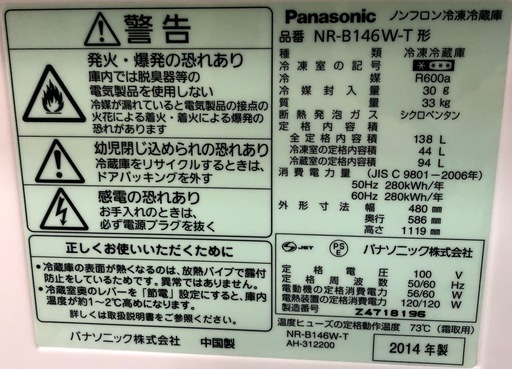 警告
発火・爆発の恐れあり
庫内では脱臭器等の
電気製品を使用しない
冷媒が漏れていると電気製品の接点の
火花による着火・着火による爆発の
恐れあり
幼児閉じ込められの恐れあり
冷蔵庫をリサイクルするときは、
ドアパッキングを外す
感電の恐れあり
お手入れのときは、
必ず電源プラグを抜く
正しくお使いいただくために
・冷蔵庫の表面が熱くなるのは、放熱パイプで露付
防止をしているためです。異常ではありません。
・冷蔵室奥のレバーを「節電」設定にすると、庫内
温度が約1~2℃高めになります。
詳しくは取扱説明書をご参照ください。
パナソニック株式会社 中国製
Panasonic ノンフロン冷凍冷蔵庫
品番 NR-B146W-T形
種類 冷凍冷蔵庫
冷凍室の記号
冷媒 R600a
冷媒封入量 30g
質量 33kg
断熱発泡ガス シクロペンタン
定格内容積
全定格内容積 138 L
冷凍室の定格内容積 44 L
冷蔵室の定格内容積 94 L
消費電力量 (JIS C 9801-2006年)
50Hz 280kWh/年
60Hz 280kWh/年
外形寸法 幅 480 mm
奥行 586 mm
高さ 1119 mm
S JET PS E パナソニック株式会社
定格電圧 100 V
定格周波数 50/60 Hz
電動機の定格消費電力 56/60 W
電熱装置の定格消費電力 120/120 W
製造番号 Z4718196
温度ヒューズの定格動作温度 73℃ (霜取用)
NR-B146W-T
AH-312200
2014年製